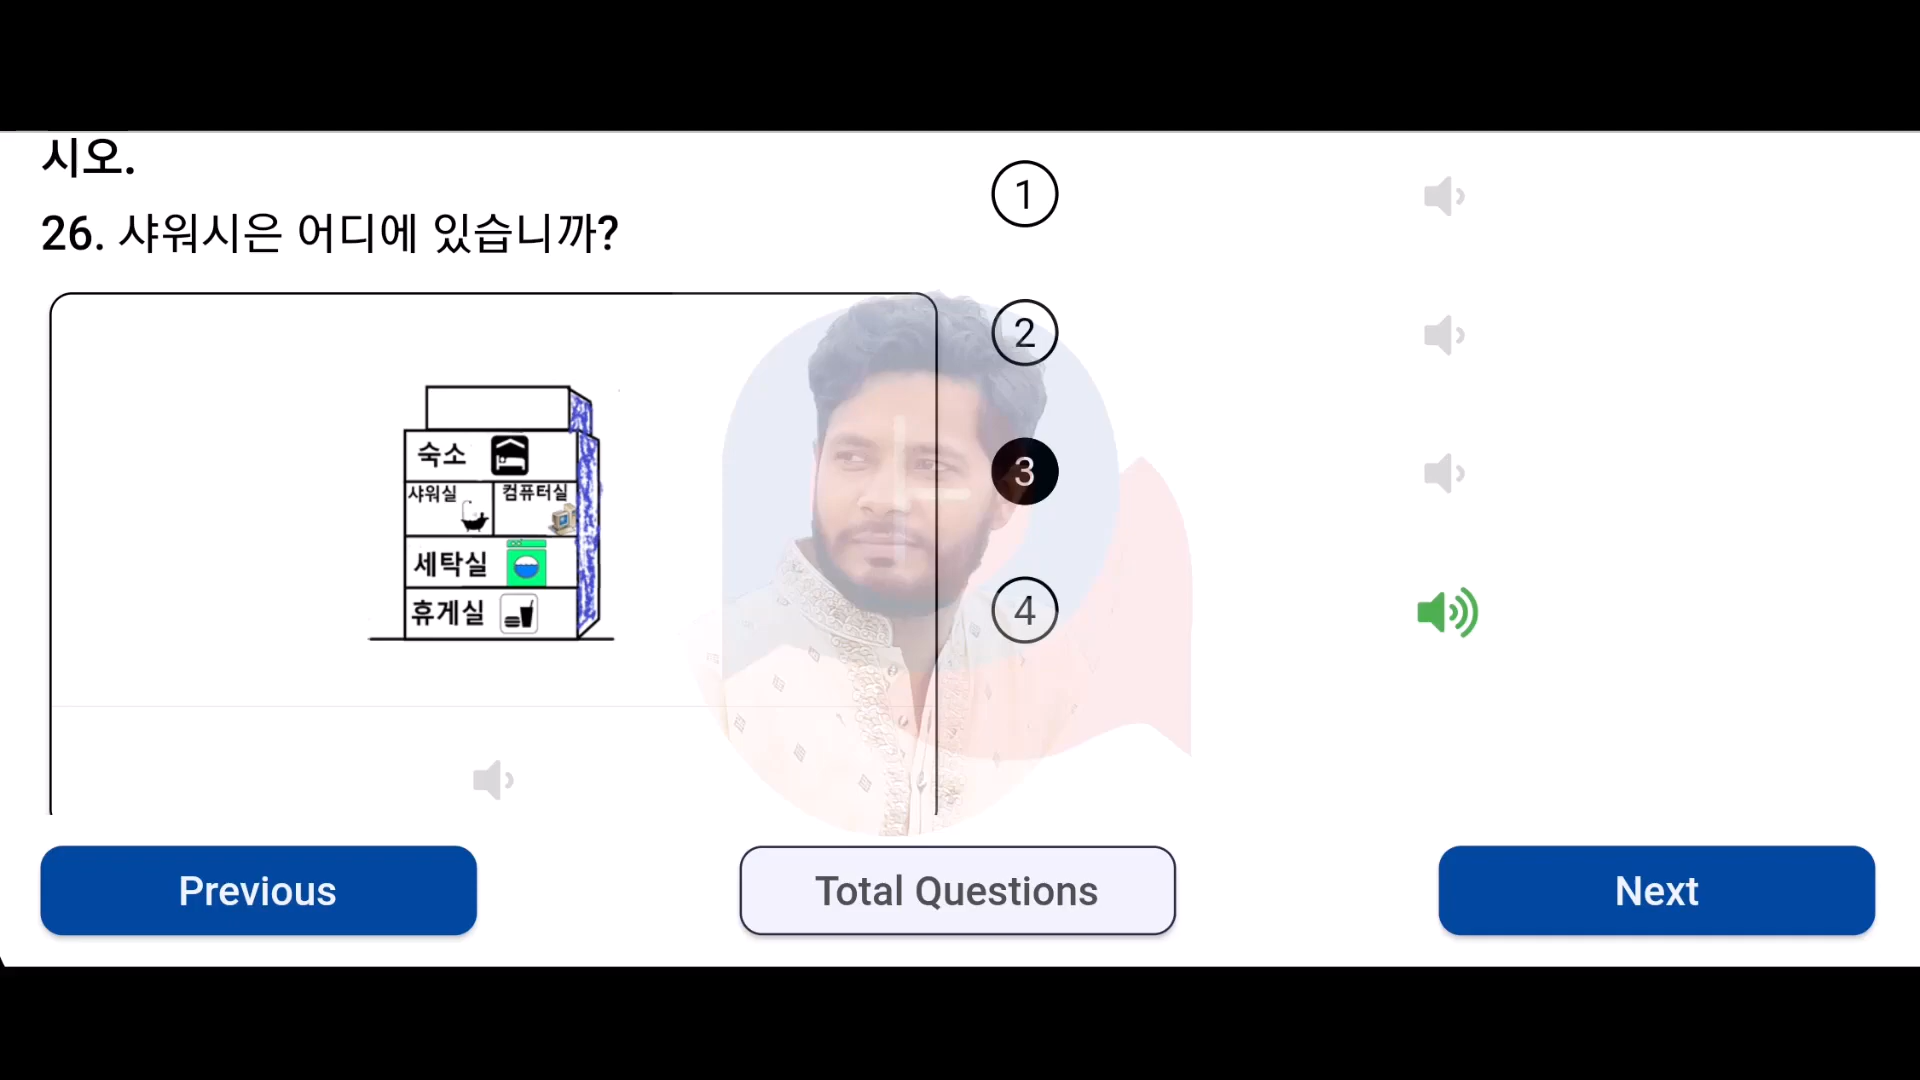 시오.
26. 샤워시은 어디에 있습니까?
숙소
샤워실 컴퓨터실
세탁실
휴게실
1
2
3
4
Previous
Total Questions
Next